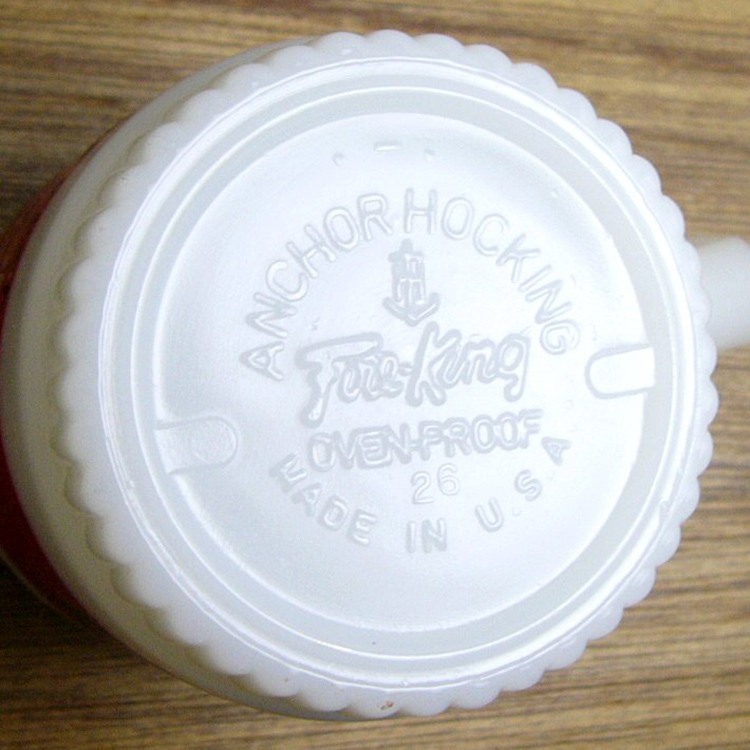 ANCHOR HOCKING
Fire-King
OVEN-PROOF
26
MADE IN U.S.A